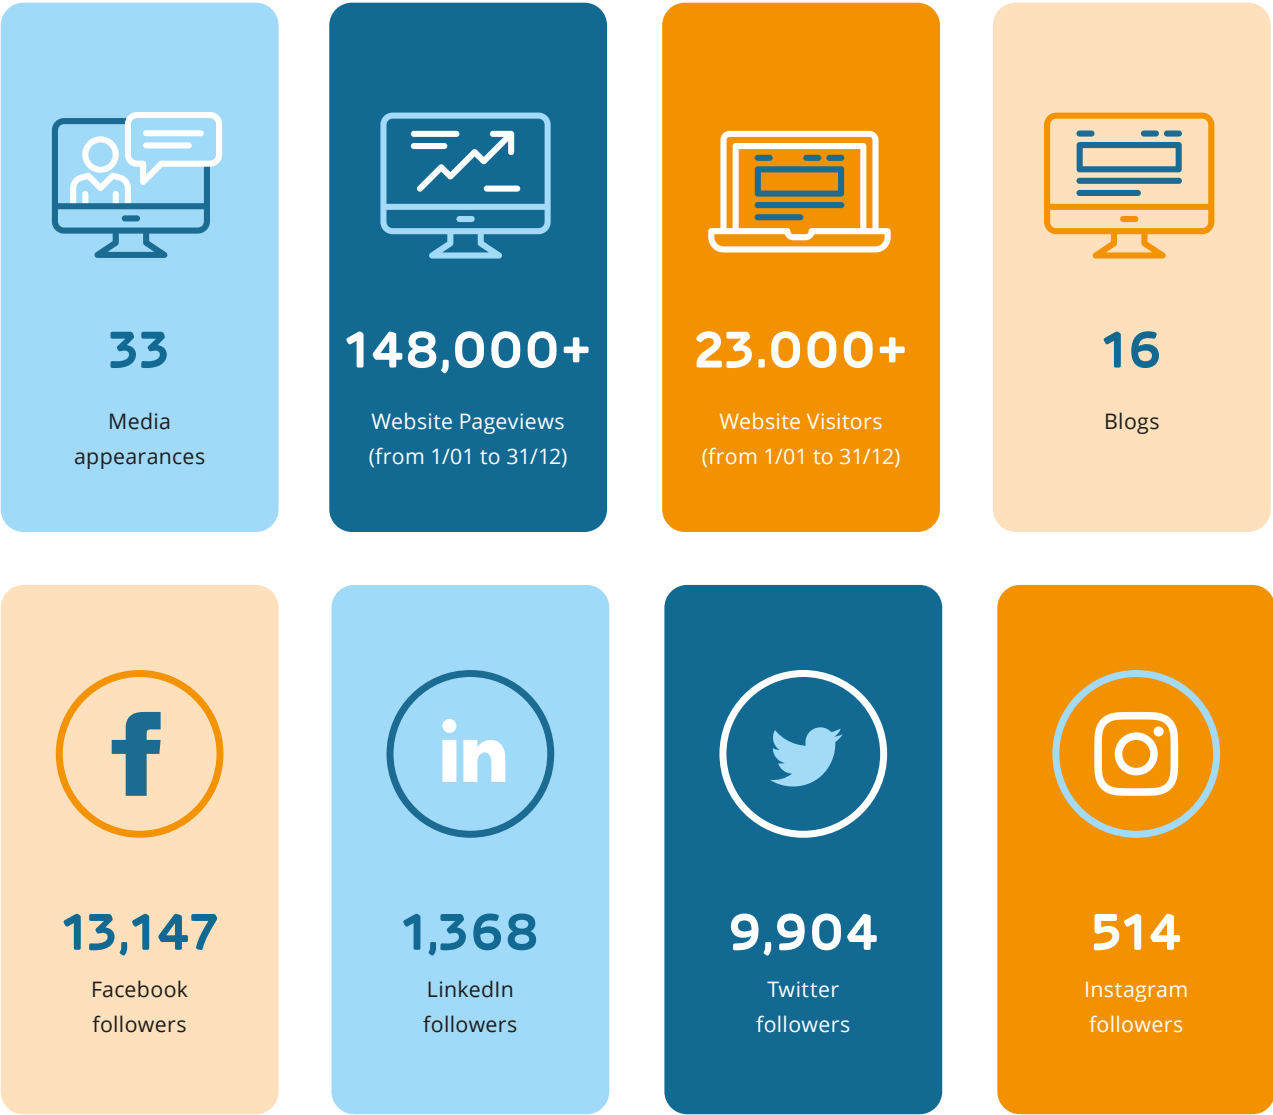 33
Media
appearances
148,000+
Website Pageviews
(from 1/01 to 31/12)
23.000+
Website Visitors
(from 1/01 to 31/12)
16
Blogs
f
13,147
Facebook
followers
in
1,368
LinkedIn
followers
9,904
Twitter
followers
514
Instagram
followers